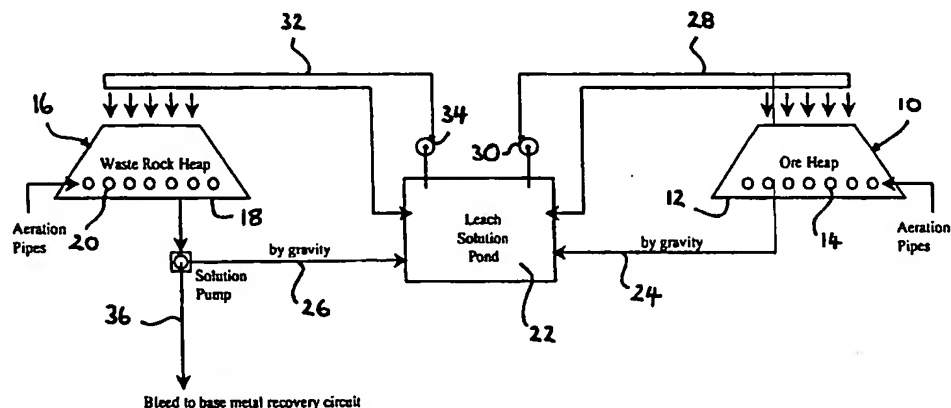 32
28
34
30
16
10
Waste Rock Heap
Ore Heap
Aeration
Pipes
20
18
12
14
Aeration
Pipes
Leach
Solution
Pond
22
by gravity
26
by gravity
24
Solution
Pump
36
Bleed to base metal recovery circuit